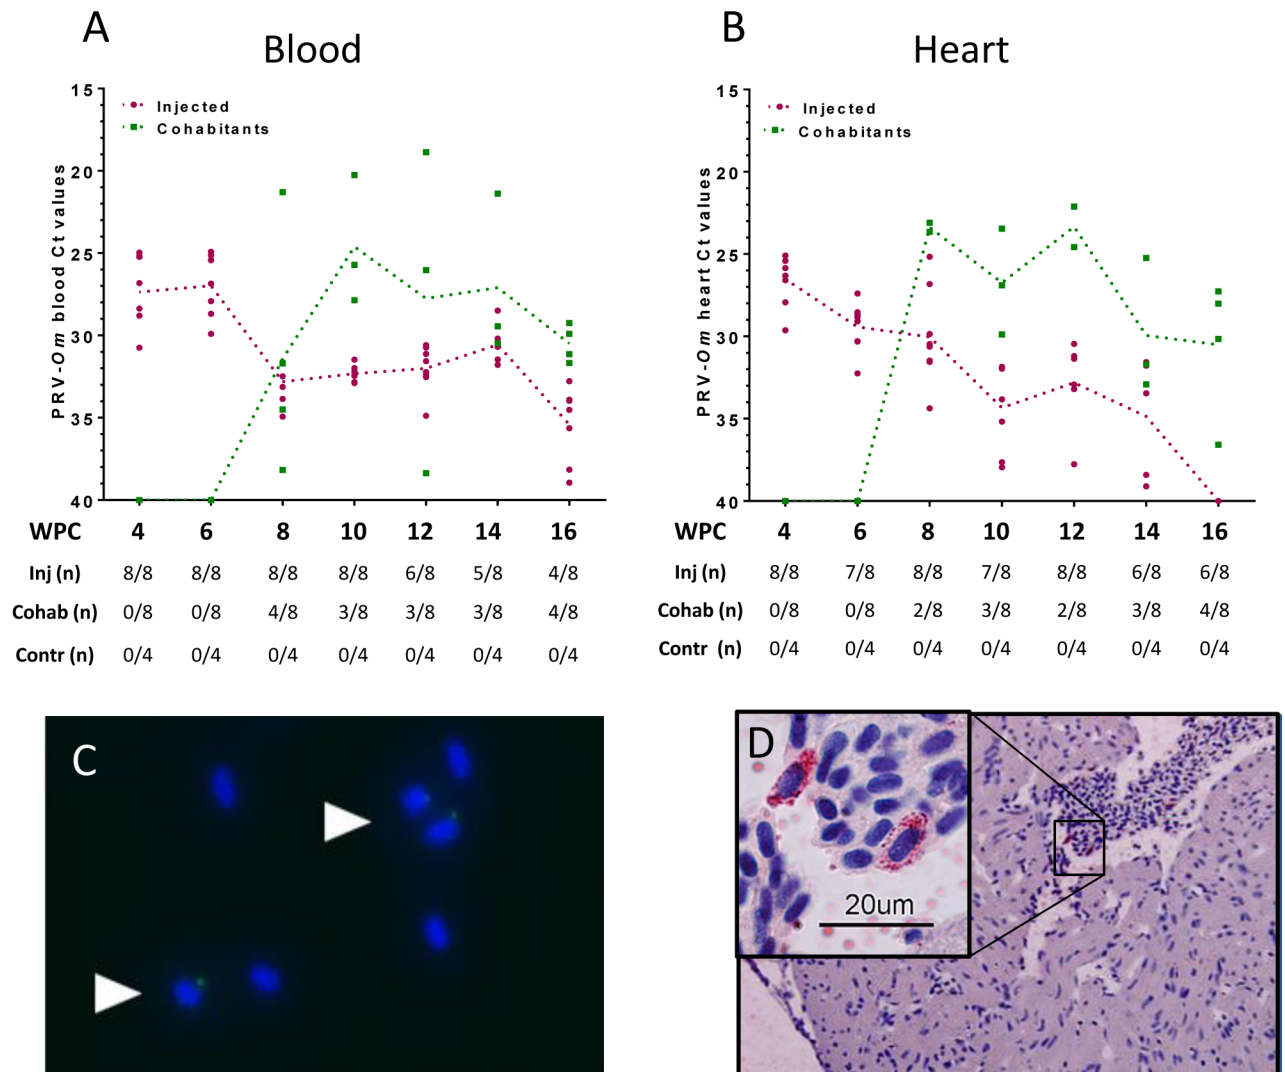 A
Blood
15
20
25
30
35
40
PRV-Om blood Ct values
Injected
Cohabitants
WPC 4 6 8 10 12 14 16
Inj (n) 8/8 8/8 8/8 8/8 6/8 5/8 4/8
Cohab (n) 0/8 0/8 4/8 3/8 3/8 3/8 4/8
Contr (n) 0/4 0/4 0/4 0/4 0/4 0/4 0/4
B
Heart
15
20
25
30
35
40
PRV-Om heart Ct values
Injected
Cohabitants
WPC 4 6 8 10 12 14 16
Inj (n) 8/8 7/8 8/8 7/8 8/8 6/8 6/8
Cohab (n) 0/8 0/8 2/8 3/8 2/8 3/8 4/8
Contr (n) 0/4 0/4 0/4 0/4 0/4 0/4 0/4
C
D
20um